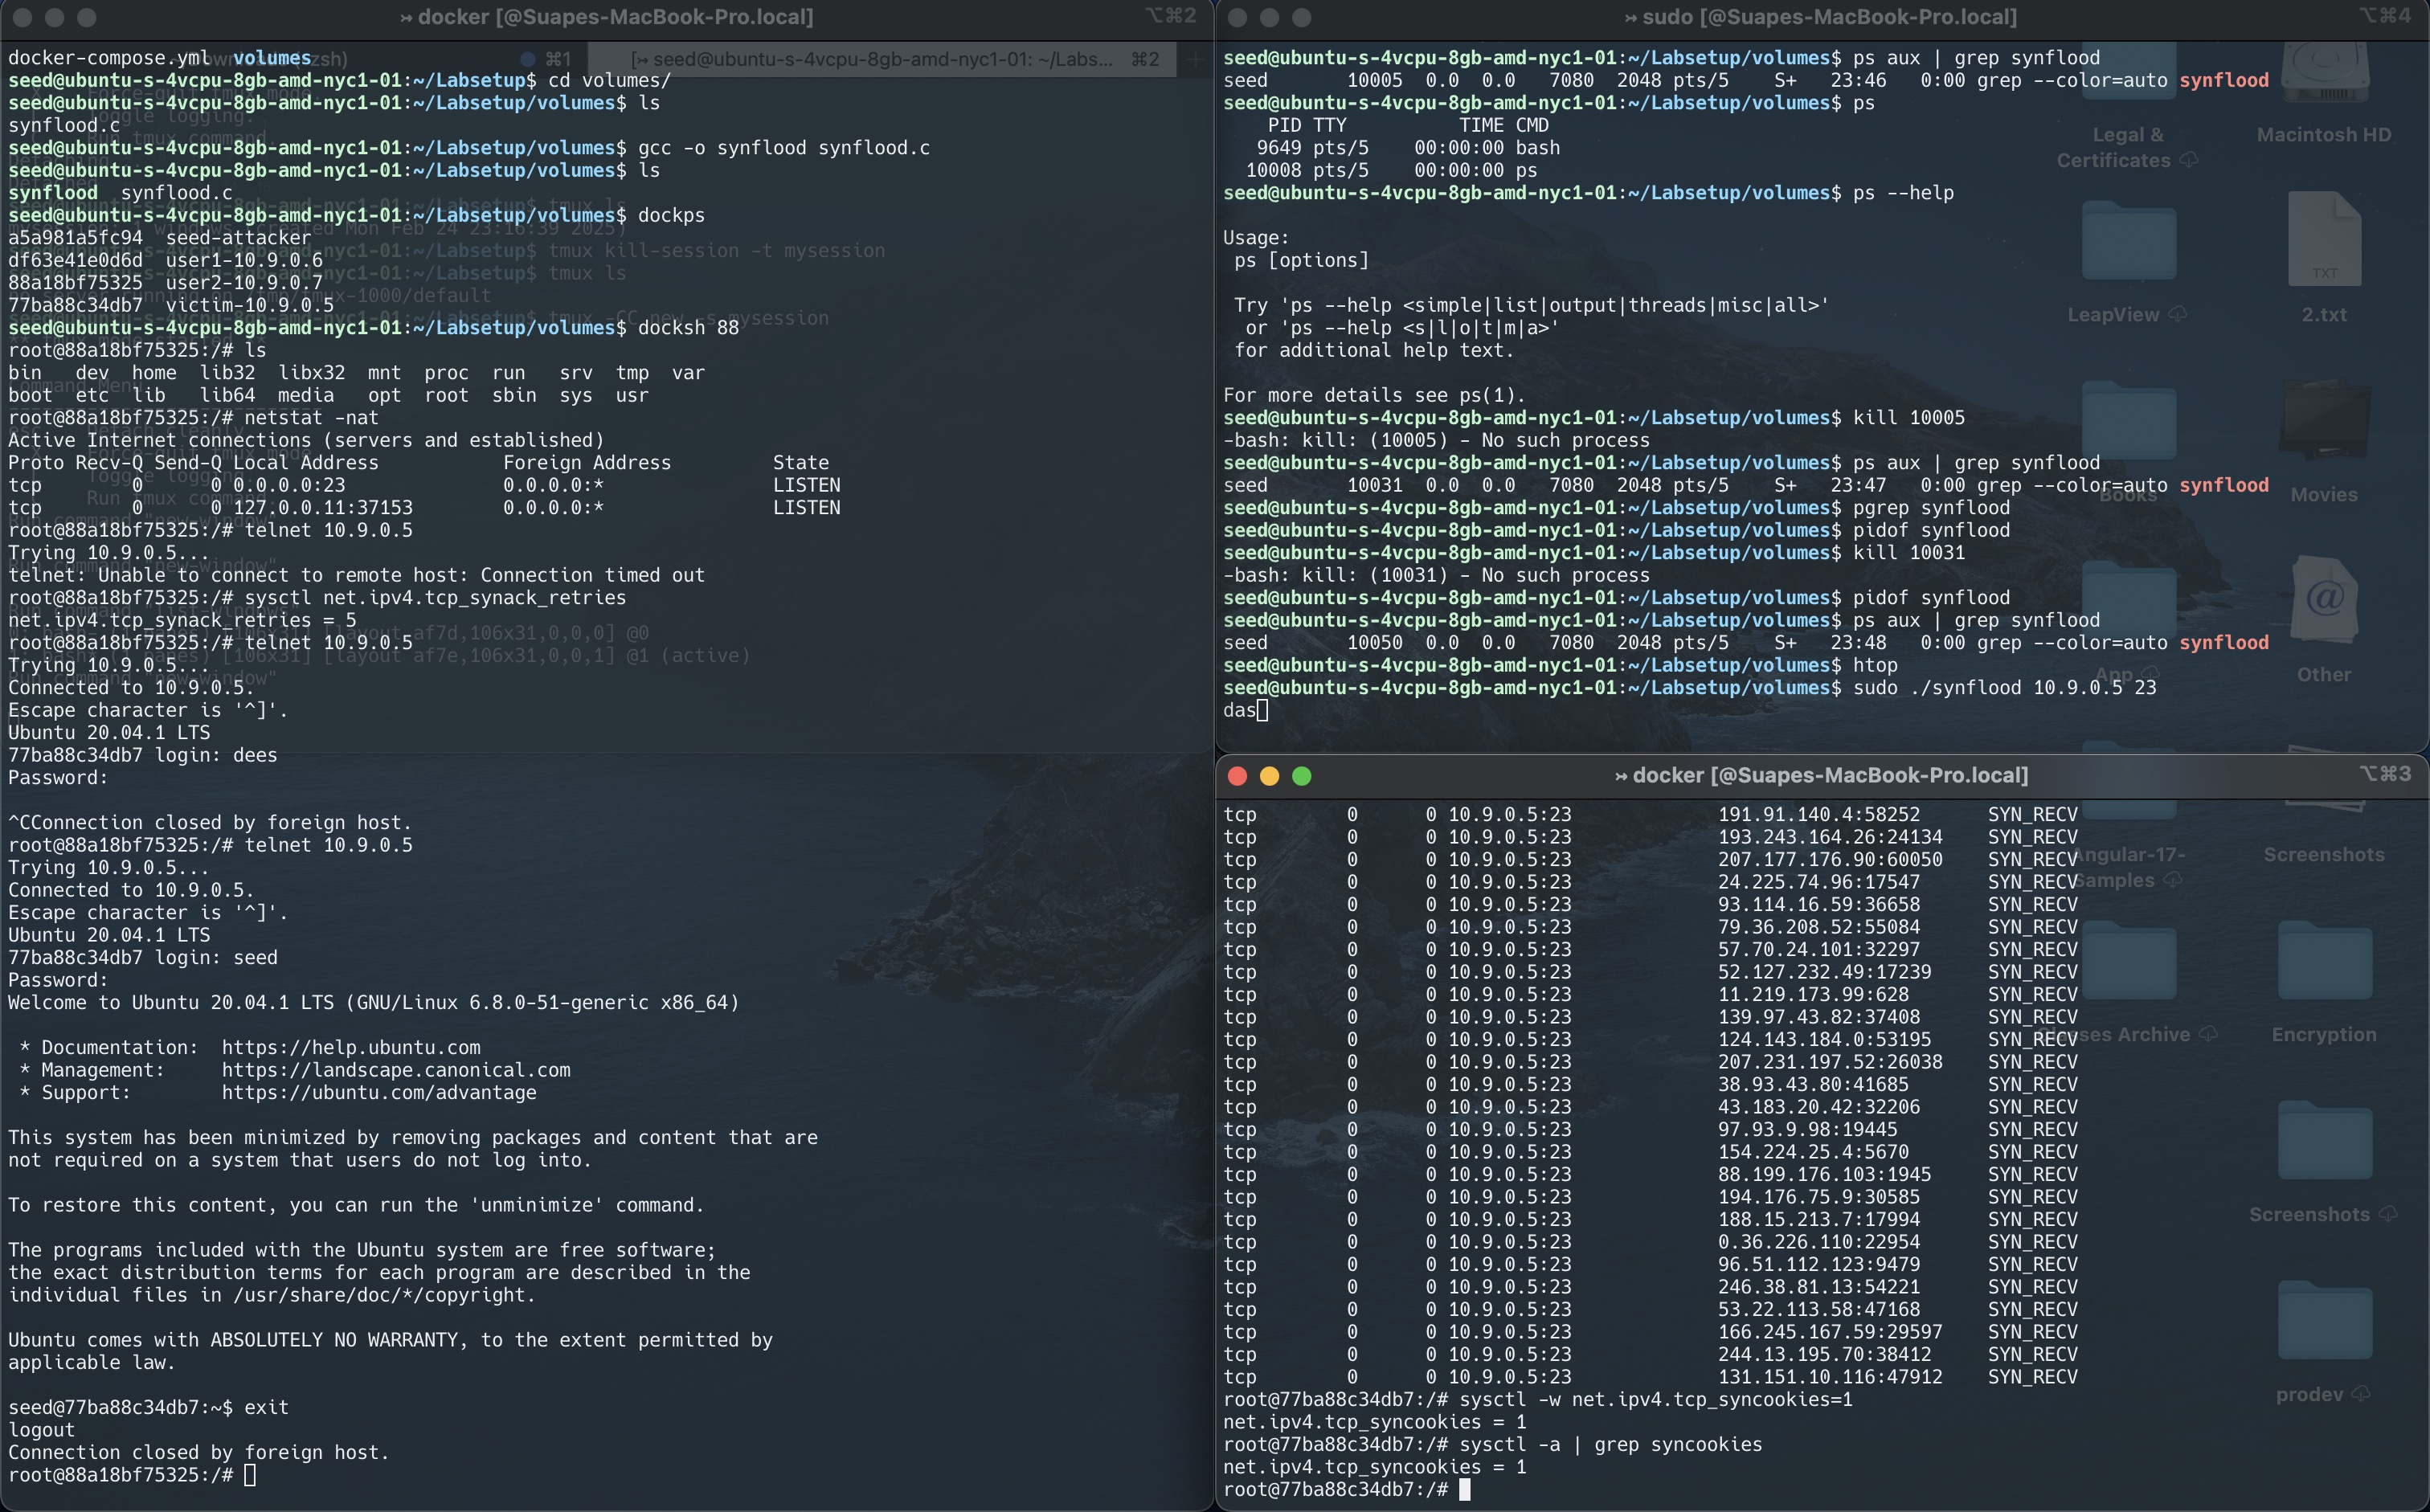 ↣ docker [@Suapes-MacBook-Pro.local]
⌥⌘2
docker-compose.yml  volumes
⌘1
[↣ seed@ubuntu-s-4vcpu-8gb-amd-nyc1-01: ~/Labs...
⌘2
seed@ubuntu-s-4vcpu-8gb-amd-nyc1-01:~/Labsetup$ cd volumes/
seed@ubuntu-s-4vcpu-8gb-amd-nyc1-01:~/Labsetup/volumes$ ls
synflood.c
seed@ubuntu-s-4vcpu-8gb-amd-nyc1-01:~/Labsetup/volumes$ gcc -o synflood synflood.c
seed@ubuntu-s-4vcpu-8gb-amd-nyc1-01:~/Labsetup/volumes$ ls
synflood  synflood.c
seed@ubuntu-s-4vcpu-8gb-amd-nyc1-01:~/Labsetup/volumes$ dockps
a5a981a5fc94  seed-attacker
df63e41e0d6d  user1-10.9.0.6
88a18bf75325  user2-10.9.0.7
77ba88c34db7  victim-10.9.0.5
seed@ubuntu-s-4vcpu-8gb-amd-nyc1-01:~/Labsetup/volumes$ docksh 88
root@88a18bf75325:/# ls
bin   dev  home  lib32  libx32  mnt  proc  run   srv  tmp  var
boot  etc  lib   lib64  media   opt  root  sbin  sys  usr
root@88a18bf75325:/# netstat -nat
Active Internet connections (servers and established)
Proto Recv-Q Send-Q Local Address           Foreign Address         State
tcp        0      0 0.0.0.0:23              0.0.0.0:*               LISTEN
tcp        0      0 127.0.0.11:37153        0.0.0.0:*               LISTEN
root@88a18bf75325:/# telnet 10.9.0.5
Trying 10.9.0.5...
telnet: Unable to connect to remote host: Connection timed out
root@88a18bf75325:/# sysctl net.ipv4.tcp_synack_retries
net.ipv4.tcp_synack_retries = 5
root@88a18bf75325:/# telnet 10.9.0.5
Trying 10.9.0.5...
Connected to 10.9.0.5.
Escape character is '^]'.
Ubuntu 20.04.1 LTS
77ba88c34db7 login: dees
Password:
^CConnection closed by foreign host.
root@88a18bf75325:/# telnet 10.9.0.5
Trying 10.9.0.5...
Connected to 10.9.0.5.
Escape character is '^]'.
Ubuntu 20.04.1 LTS
77ba88c34db7 login: seed
Password:
Welcome to Ubuntu 20.04.1 LTS (GNU/Linux 6.8.0-51-generic x86_64)
 * Documentation:  https://help.ubuntu.com
 * Management:     https://landscape.canonical.com
 * Support:        https://ubuntu.com/advantage
This system has been minimized by removing packages and content that are
not required on a system that users do not log into.
To restore this content, you can run the 'unminimize' command.
The programs included with the Ubuntu system are free software;
the exact distribution terms for each program are described in the
individual files in /usr/share/doc/*/copyright.
Ubuntu comes with ABSOLUTELY NO WARRANTY, to the extent permitted by
applicable law.
seed@77ba88c34db7:~$ exit
logout
Connection closed by foreign host.
root@88a18bf75325:/#
↣ sudo [@Suapes-MacBook-Pro.local]
⌥⌘4
seed@ubuntu-s-4vcpu-8gb-amd-nyc1-01:~/Labsetup/volumes$ ps aux | grep synflood
seed       10005  0.0  0.0   7080  2048 pts/5    S+   23:46   0:00 grep --color=auto synflood
seed@ubuntu-s-4vcpu-8gb-amd-nyc1-01:~/Labsetup/volumes$ ps
    PID TTY          TIME CMD
   9649 pts/5    00:00:00 bash
  10008 pts/5    00:00:00 ps
seed@ubuntu-s-4vcpu-8gb-amd-nyc1-01:~/Labsetup/volumes$ ps --help
Usage:
 ps [options]
 Try 'ps --help <simple|list|output|threads|misc|all>'
  or 'ps --help <s|l|o|t|m|a>'
 for additional help text.
For more details see ps(1).
seed@ubuntu-s-4vcpu-8gb-amd-nyc1-01:~/Labsetup/volumes$ kill 10005
-bash: kill: (10005) - No such process
seed@ubuntu-s-4vcpu-8gb-amd-nyc1-01:~/Labsetup/volumes$ ps aux | grep synflood
seed       10031  0.0  0.0   7080  2048 pts/5    S+   23:47   0:00 grep --color=auto synflood
seed@ubuntu-s-4vcpu-8gb-amd-nyc1-01:~/Labsetup/volumes$ pgrep synflood
seed@ubuntu-s-4vcpu-8gb-amd-nyc1-01:~/Labsetup/volumes$ pidof synflood
seed@ubuntu-s-4vcpu-8gb-amd-nyc1-01:~/Labsetup/volumes$ kill 10031
-bash: kill: (10031) - No such process
seed@ubuntu-s-4vcpu-8gb-amd-nyc1-01:~/Labsetup/volumes$ pidof synflood
seed@ubuntu-s-4vcpu-8gb-amd-nyc1-01:~/Labsetup/volumes$ ps aux | grep synflood
seed       10050  0.0  0.0   7080  2048 pts/5    S+   23:48   0:00 grep --color=auto synflood
seed@ubuntu-s-4vcpu-8gb-amd-nyc1-01:~/Labsetup/volumes$ htop
seed@ubuntu-s-4vcpu-8gb-amd-nyc1-01:~/Labsetup/volumes$ sudo ./synflood 10.9.0.5 23
das
↣ docker [@Suapes-MacBook-Pro.local]
⌥⌘3
tcp        0      0 10.9.0.5:23             191.91.140.4:58252      SYN_RECV
tcp        0      0 10.9.0.5:23             193.243.164.26:24134    SYN_RECV
tcp        0      0 10.9.0.5:23             207.177.176.90:60050    SYN_RECV
tcp        0      0 10.9.0.5:23             24.225.74.96:17547      SYN_RECV
tcp        0      0 10.9.0.5:23             93.114.16.59:36658      SYN_RECV
tcp        0      0 10.9.0.5:23             79.36.208.52:55084      SYN_RECV
tcp        0      0 10.9.0.5:23             57.70.24.101:32297      SYN_RECV
tcp        0      0 10.9.0.5:23             52.127.232.49:17239     SYN_RECV
tcp        0      0 10.9.0.5:23             11.219.173.99:628       SYN_RECV
tcp        0      0 10.9.0.5:23             139.97.43.82:37408      SYN_RECV
tcp        0      0 10.9.0.5:23             124.143.184.0:53195     SYN_RECV
tcp        0      0 10.9.0.5:23             207.231.197.52:26038    SYN_RECV
tcp        0      0 10.9.0.5:23             38.93.43.80:41685       SYN_RECV
tcp        0      0 10.9.0.5:23             43.183.20.42:32206      SYN_RECV
tcp        0      0 10.9.0.5:23             97.93.9.98:19445        SYN_RECV
tcp        0      0 10.9.0.5:23             154.224.25.4:5670       SYN_RECV
tcp        0      0 10.9.0.5:23             88.199.176.103:1945     SYN_RECV
tcp        0      0 10.9.0.5:23             194.176.75.9:30585      SYN_RECV
tcp        0      0 10.9.0.5:23             188.15.213.7:17994      SYN_RECV
tcp        0      0 10.9.0.5:23             0.36.226.110:22954      SYN_RECV
tcp        0      0 10.9.0.5:23             96.51.112.123:9479      SYN_RECV
tcp        0      0 10.9.0.5:23             246.38.81.13:54221      SYN_RECV
tcp        0      0 10.9.0.5:23             53.22.113.58:47168      SYN_RECV
tcp        0      0 10.9.0.5:23             166.245.167.59:29597    SYN_RECV
tcp        0      0 10.9.0.5:23             244.13.195.70:38412     SYN_RECV
tcp        0      0 10.9.0.5:23             131.151.10.116:47912    SYN_RECV
root@77ba88c34db7:/# sysctl -w net.ipv4.tcp_syncookies=1
net.ipv4.tcp_syncookies = 1
root@77ba88c34db7:/# sysctl -a | grep syncookies
net.ipv4.tcp_syncookies = 1
root@77ba88c34db7:/#
Legal &
Certificates
Macintosh HD
LeapView
TXT
2.txt
Books
Movies
App
Other
Angular-17-
Samples
Screenshots
Archive
Encryption
Screenshots
prodev